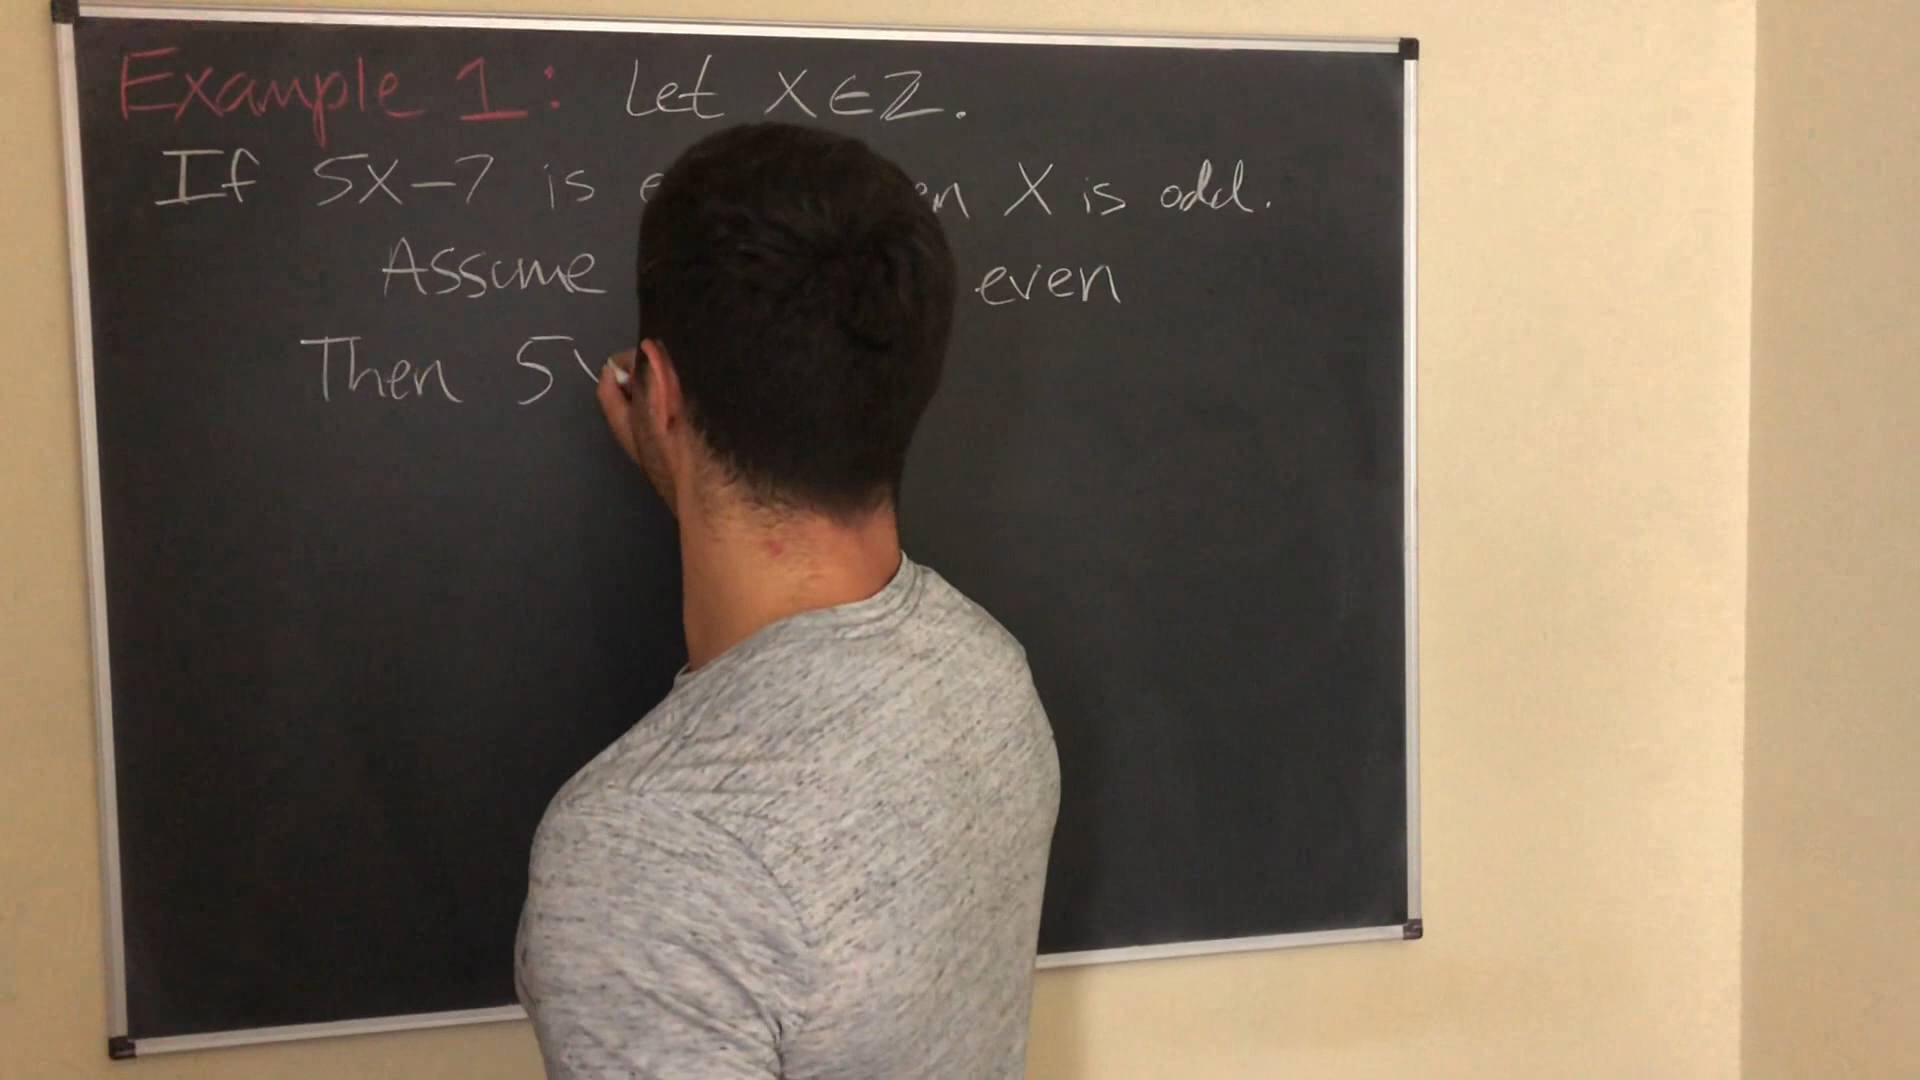 Example 1: Let X∈ℤ.
If 5X-7 is X is odd.
Assume even
Then 5